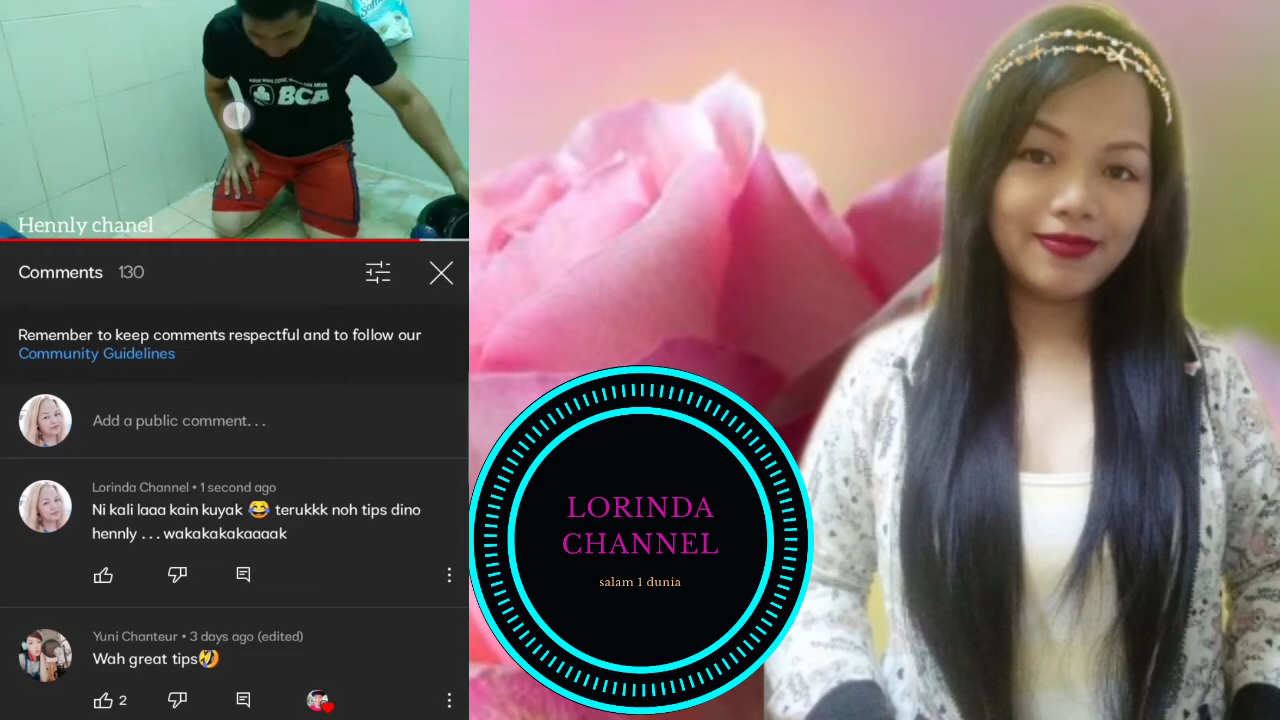 BCA
Hennly chanel
Comments 130
Remember to keep comments respectful and to follow our
Community Guidelines
Add a public comment. . .
Lorinda Channel • 1 second ago
Ni kali laaa kain kuyak 😂 terukkk noh tips dino
hennly . . . wakakakakaaaak
Yuni Chanteur • 3 days ago (edited)
Wah great tips🤣
2
LORINDA
CHANNEL
salam 1 dunia